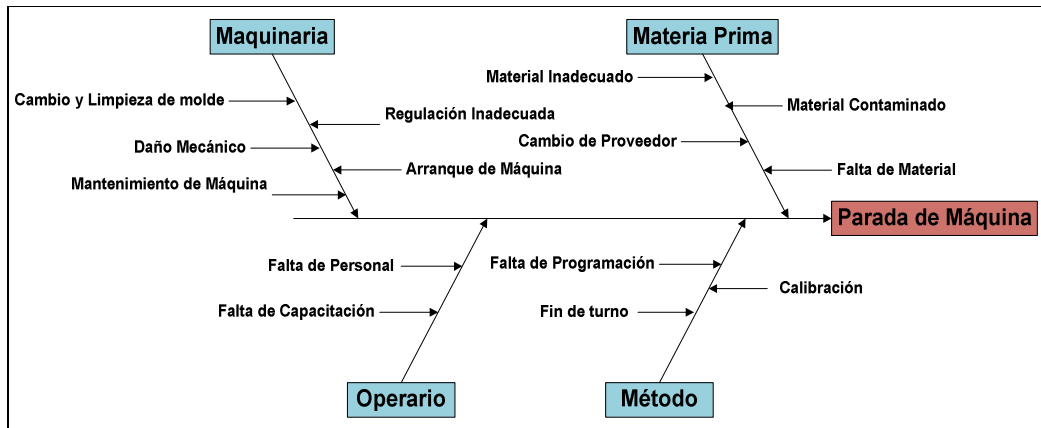 Maquinaria
Materia Prima
Cambio y Limpieza de molde
Regulación Inadecuada
Daño Mecánico
Arranque de Máquina
Mantenimiento de Máquina
Material Inadecuado
Material Contaminado
Cambio de Proveedor
Falta de Material
Parada de Máquina
Falta de Personal
Falta de Capacitación
Falta de Programación
Calibración
Fin de turno
Operario
Método